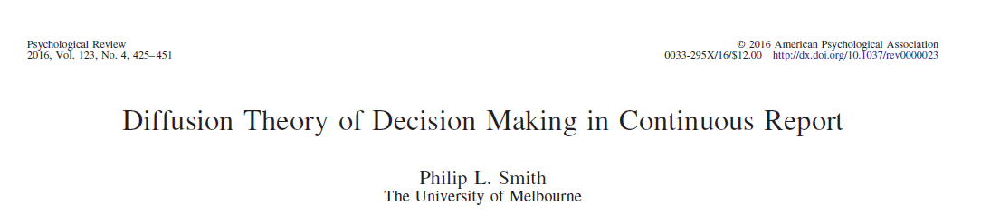 Psychological Review
2016, Vol. 123, No. 4, 425–451
© 2016 American Psychological Association
0033-295X/16/$12.00 http://dx.doi.org/10.1037/rev0000023
Diffusion Theory of Decision Making in Continuous Report
Philip L. Smith
The University of Melbourne